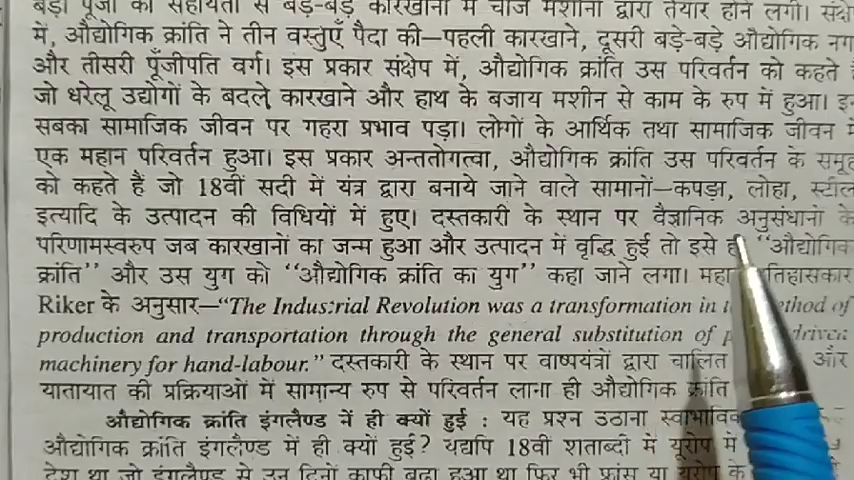 बड़ी पूंजी की सहायता से बड़े-बड़े कारखानों में चीजें मशीनों द्वारा तैयार होने लगी। संक्षे
में, औद्योगिक क्रांति ने तीन वस्तुएँ पैदा की—पहली कारखाने, दूसरी बड़े-बड़े औद्योगिक नग
और तीसरी पूँजीपति वर्ग। इस प्रकार संक्षेप में, औद्योगिक क्रांति उस परिवर्तन को कहते
जो धरेलू उद्योगों के बदले कारखाने और हाथ के बजाय मशीन से काम के रुप में हुआ। इन
सबका सामाजिक जीवन पर गहरा प्रभाव पड़ा। लोगों के आर्थिक तथा सामाजिक जीवन में
एक महान परिवर्तन हुआ। इस प्रकार अन्ततोगत्वा, औद्योगिक क्रांति उस परिवर्तन के समूह
को कहते हैं जो 18वीं सदी में यंत्र द्वारा बनाये जाने वाले सामानों—कपड़ा, लोहा, स्टील
इत्यादि के उत्पादन की विधियों में हुए। दस्तकारी के स्थान पर वैज्ञानिक अनुसंधानों के
परिणामस्वरुप जब कारखानों का जन्म हुआ और उत्पादन में वृद्धि हुई तो इसे "औद्योगिक
क्रांति" और उस युग को "औद्योगिक क्रांति का युग" कहा जाने लगा। महा तिहासकार
Riker के अनुसार—"The Indus:rial Revolution was a transformation in ethod of
production and transportation through the general substitution of driven
machinery for hand-labour." दस्तकारी के स्थान पर वाष्पयंत्रों द्वारा चालित और
यातायात की प्रक्रियाओं में सामान्य रुप से परिवर्तन लाना ही औद्योगिक क्रांति
औद्योगिक क्रांति इंगलैण्ड में ही क्यों हुई : यह प्रश्न उठाना स्वाभाविक
औद्योगिक क्रांति इंगलैण्ड में ही क्यों हुई? यद्यपि 18वीं शताब्दी में यूरोप में
देश था जो इंगलैण्ड से उन दिनों काफी बढ़ा हुआ था फिर भी फ्रांस या यूरोप के